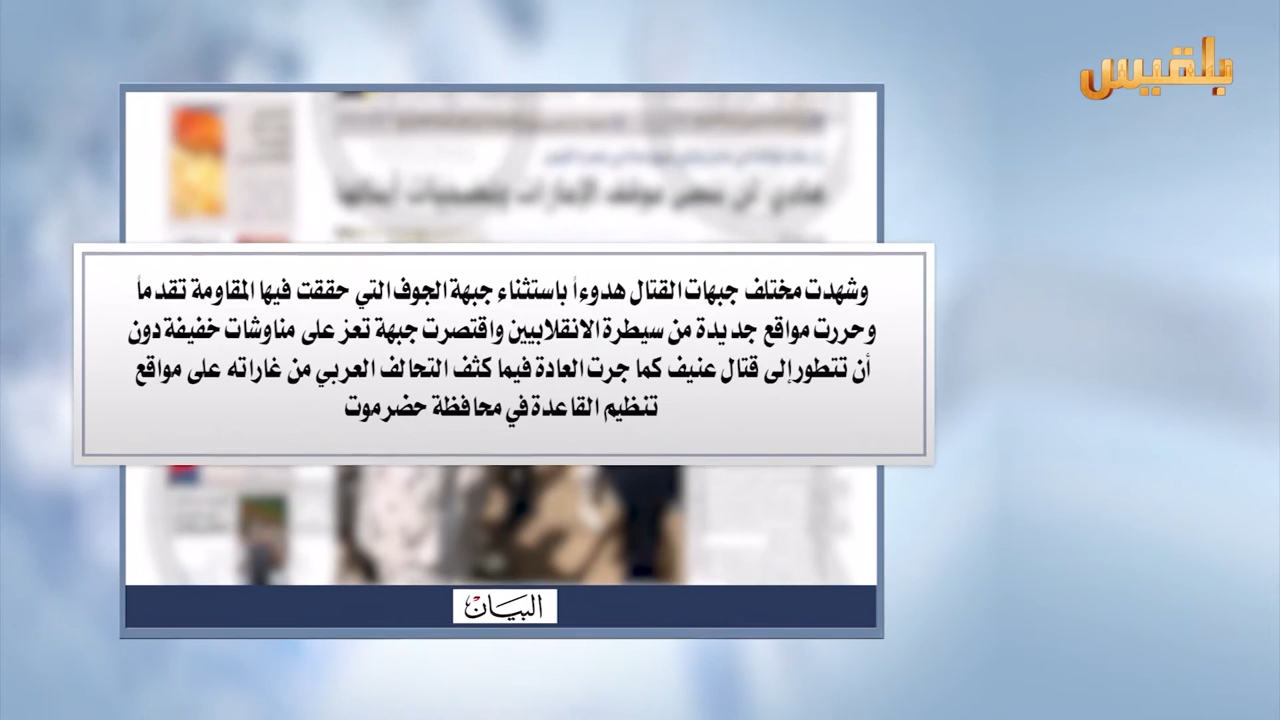 بلقيس
وشهدت مختلف جبهات القتال هدوءأ باستثناء جبهة الجوف التي حققت فيها المقاومة تقدمأ
وحررت مواقع جديدة من سيطرة الانقلابيين واقتصرت جبهة تعز على مناوشات خفيفة دون
أن تتطور إلى قتال عنيف كما جرت العادة فيما كثف التحالف العربي من غاراته على مواقع
تنظيم القاعدة في محافظة حضرموت
البيان